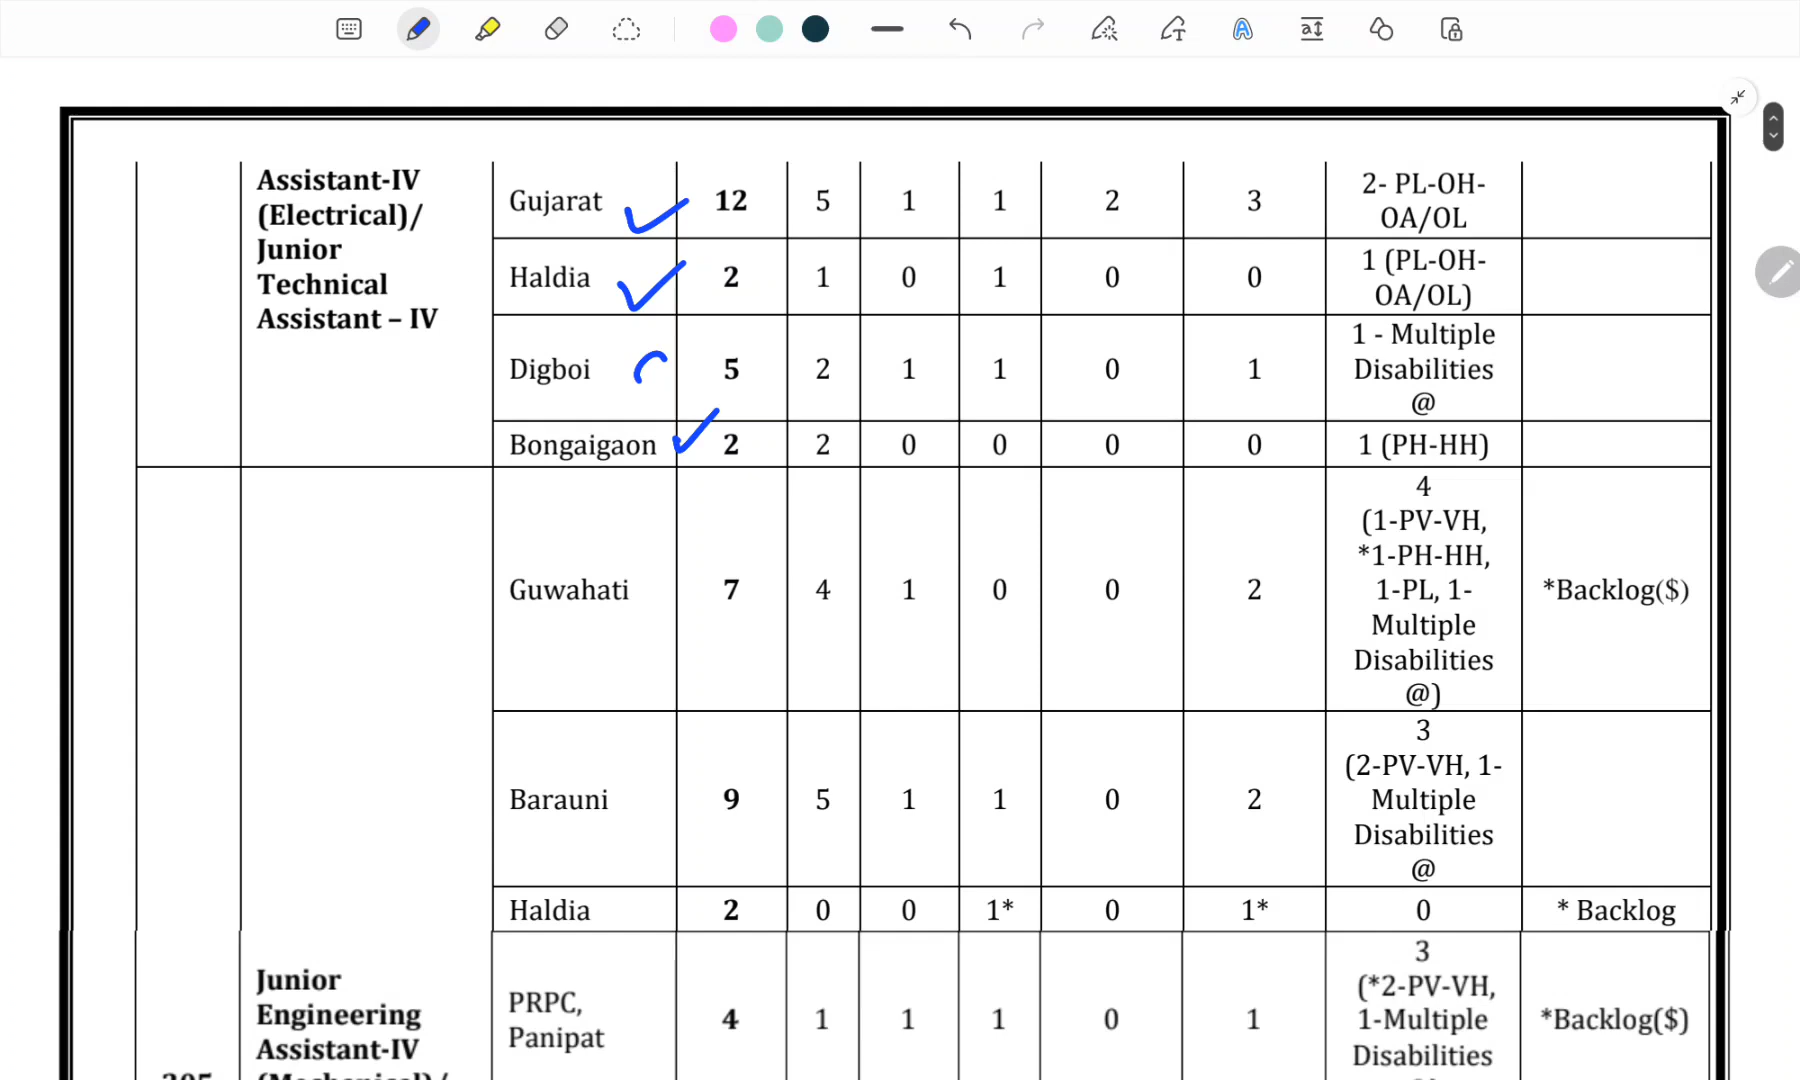 Assistant-IV
(Electrical)/
Junior
Technical
Assistant – IV
Gujarat 12 5 1 1 2 3 2- PL-OH-
OA/OL
Haldia 2 1 0 1 0 0 1 (PL-OH-
OA/OL)
Digboi 5 2 1 1 0 1 1 - Multiple
Disabilities
@
Bongaigaon 2 2 0 0 0 0 1 (PH-HH)
Guwahati 7 4 1 0 0 2 4
(1-PV-VH,
*1-PH-HH,
1-PL, 1-
Multiple
Disabilities
@)
*Backlog($)
Barauni 9 5 1 1 0 2 3
(2-PV-VH, 1-
Multiple
Disabilities
@
Haldia 2 0 0 1* 0 1* 0 * Backlog
Junior
Engineering
Assistant-IV
(Mechanical)/
PRPC,
Panipat
4 1 1 1 0 1 3
(*2-PV-VH,
1-Multiple
Disabilities
*Backlog($)